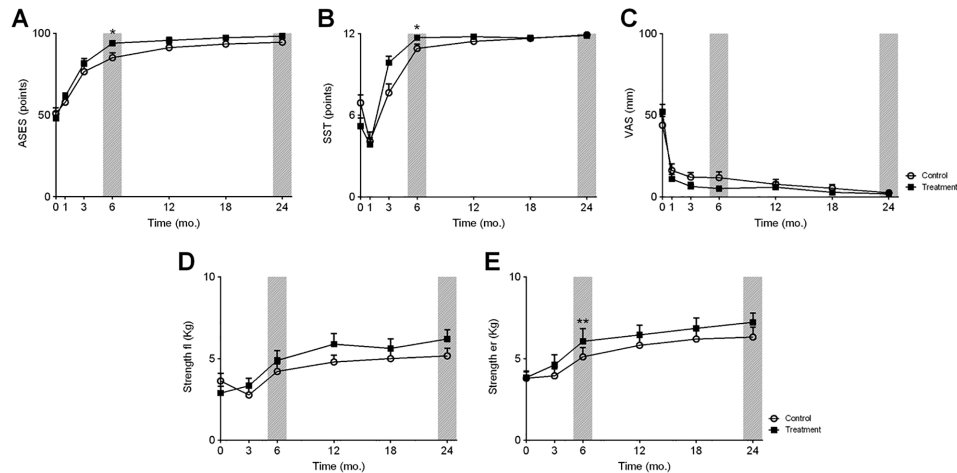 A
100
50
0
ASES (points)
*
0 1 3 6 12 18 24
Time (mo.)
B
12
6
0
SST (points)
*
0 1 3 6 12 18 24
Time (mo.)
C
100
50
0
VAS (mm)
0 1 3 6 12 18 24
Time (mo.)
Control
Treatment
D
10
5
0
Strength fl (Kg)
0 3 6 12 18 24
Time (mo.)
E
10
5
0
Strength er (Kg)
**
0 3 6 12 18 24
Time (mo.)
Control
Treatment